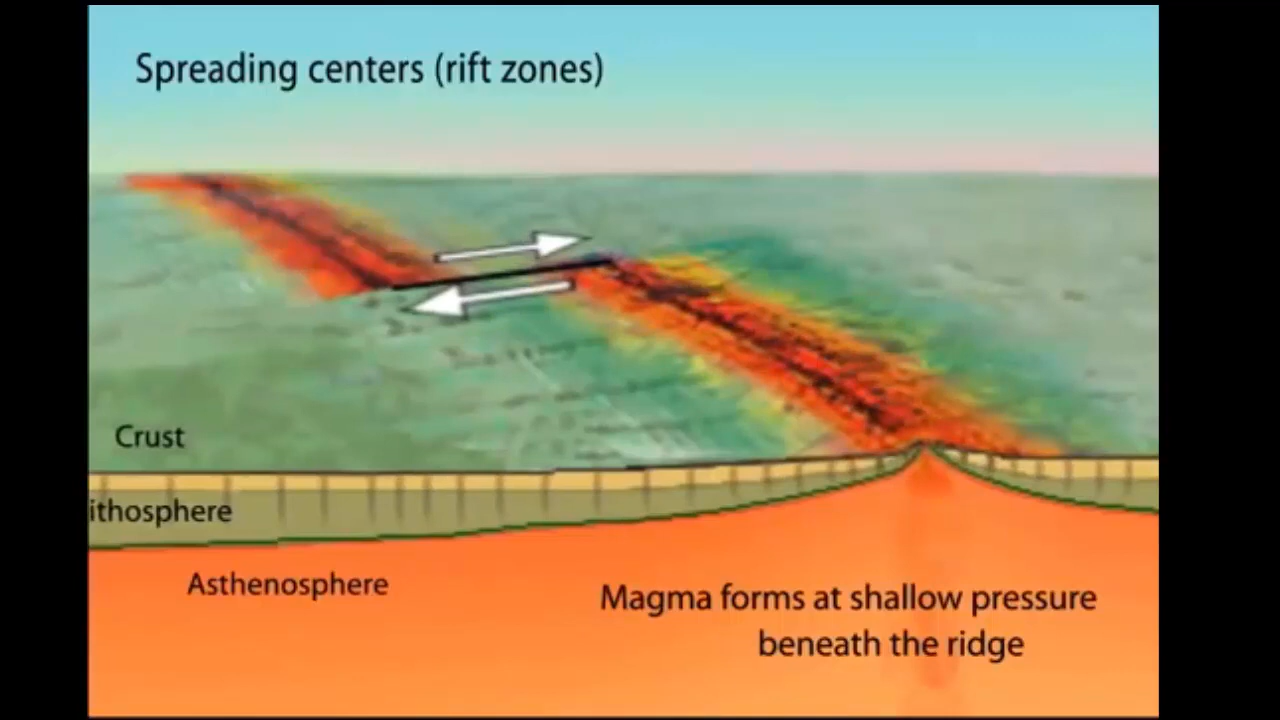 Spreading centers (rift zones)
Crust
ithosphere
Asthenosphere
Magma forms at shallow pressure
beneath the ridge